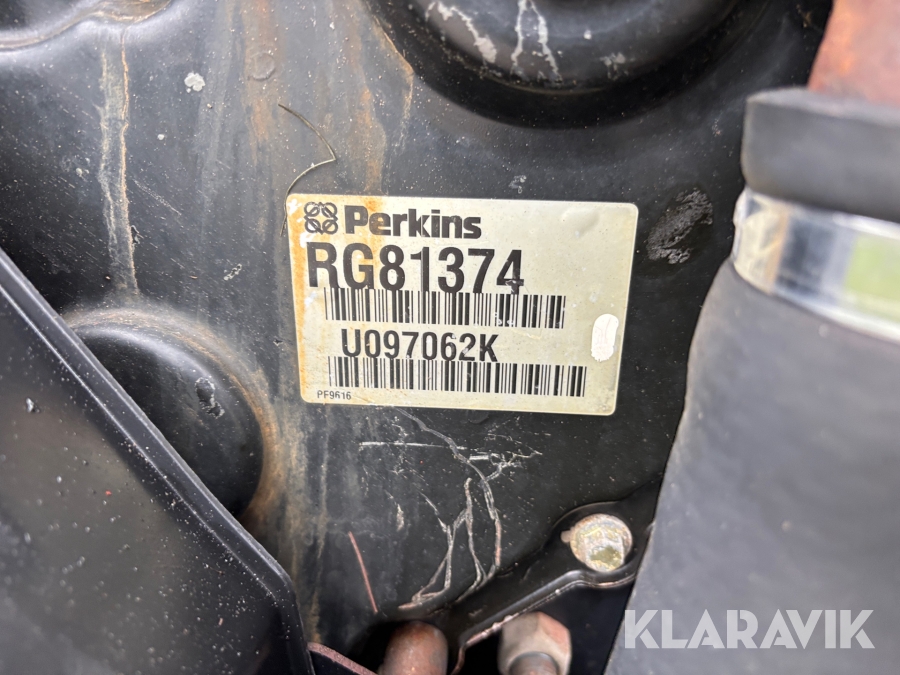 Perkins
RG81374
U097062K
PF9616
KLARAVIK